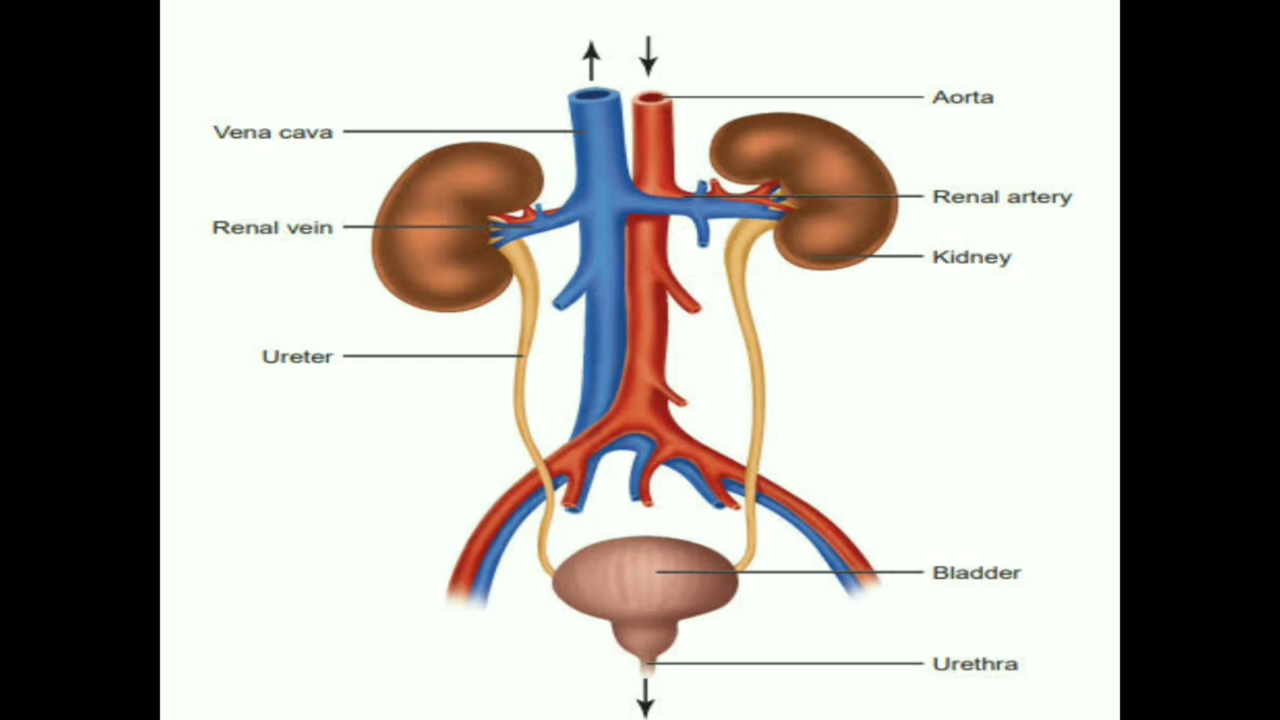 Aorta
Vena cava
Renal artery
Renal vein
Kidney
Ureter
Bladder
Urethra